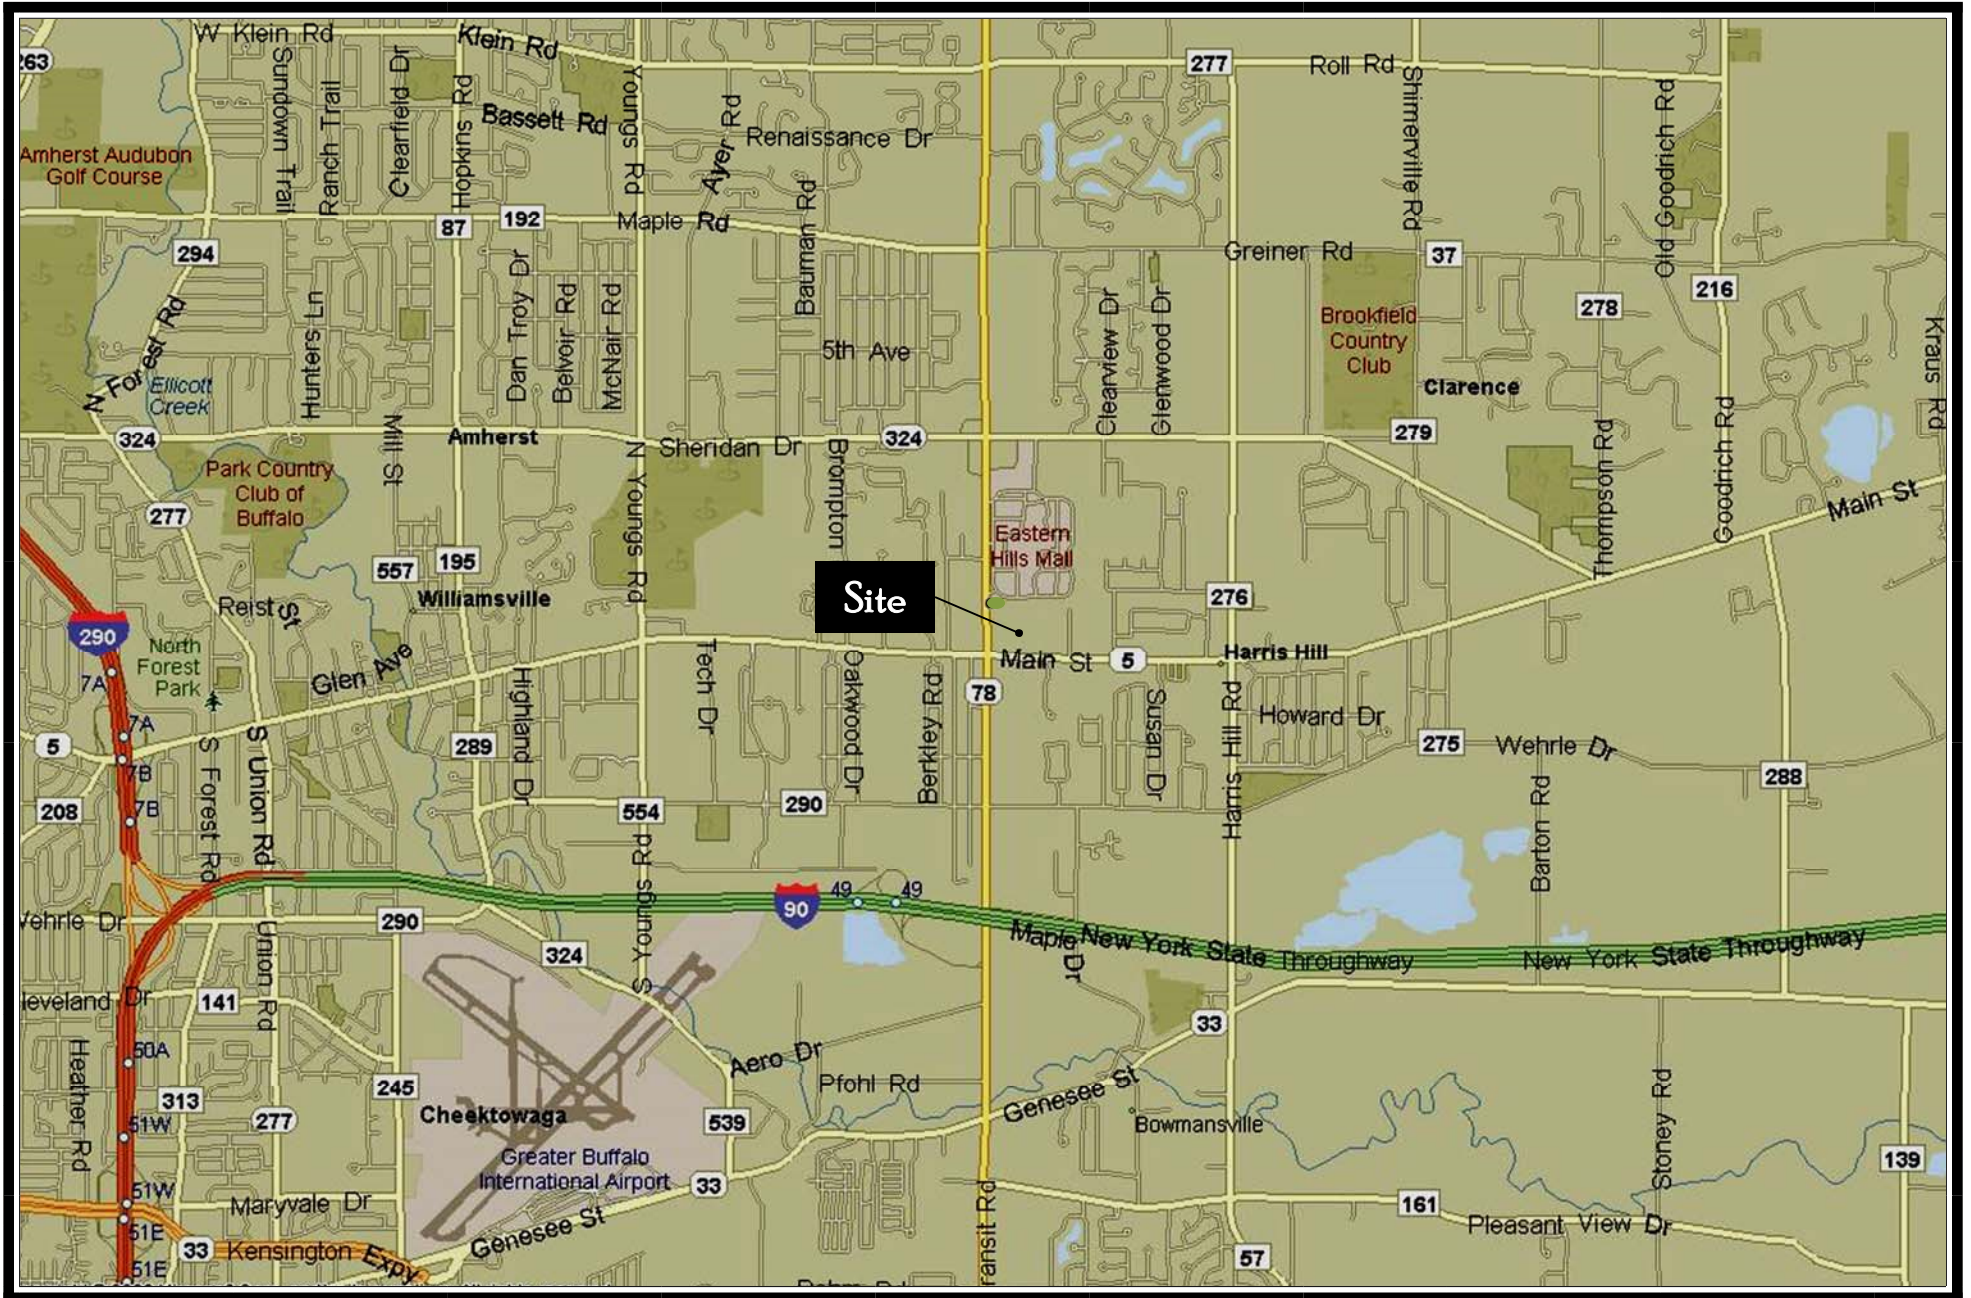 W Klein Rd
Klein Rd
263
277
Roll Rd
Sundown Trail
Ranch Trail
Clearfield Dr
Hopkins Rd
Bassett Rd
Youngs Rd
Ayer Rd
Renaissance Dr
Shimerville Rd
Old Goodrich Rd
Amherst Audubon
Golf Course
87
192
Maple Rd
Bauman Rd
294
Greiner Rd
37
216
278
N Forest Rd
Hunters Ln
Dan Troy Dr
Belvoir Rd
McNair Rd
5th Ave
Clearview Dr
Glenwood Dr
Brookfield
Country
Club
Clarence
Kraus Rd
Ellicott
Creek
324
Mill St
Amherst
Sheridan Dr
324
279
Brompton
N Youngs Rd
Thompson Rd
Goodrich Rd
Main St
Park Country
Club of
Buffalo
277
Eastern
Hills Mall
557
195
Williamsville
Site
276
Reist St
290
North
Forest
Park
Glen Ave
Main St
5
Harris Hill
7A
7A
78
Highland Dr
Tech Dr
Oakwood Dr
Berkley Rd
Susan Dr
Harris Hill Rd
Howard Dr
5
289
275
Wehrle Dr
7B
7B
208
S Forest Rd
S Union Rd
554
290
288
Barton Rd
S Youngs Rd
90
49
49
Wehrle Dr
290
Union Rd
324
Maple Dr
New York State Throughway
New York State Throughway
Cleveland Dr
141
33
Heather Rd
50A
Aero Dr
Pfohl Rd
Genesee St
Stoney Rd
245
313
277
51W
Cheektowaga
539
Bowmansville
Greater Buffalo
International Airport
33
139
51W
Maryvale Dr
51E
33
Kensington Expy
Genesee St
Transit Rd
161
Pleasant View Dr
51E
57